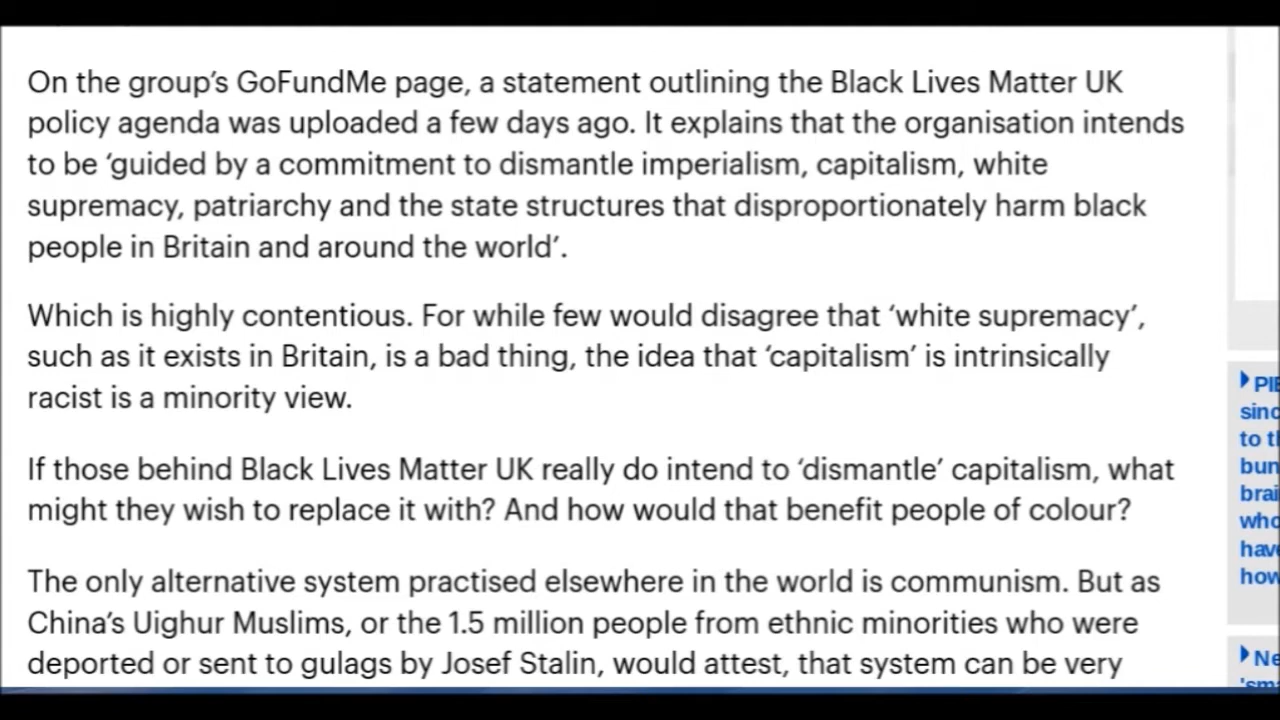 On the group’s GoFundMe page, a statement outlining the Black Lives Matter UK
policy agenda was uploaded a few days ago. It explains that the organisation intends
to be ‘guided by a commitment to dismantle imperialism, capitalism, white
supremacy, patriarchy and the state structures that disproportionately harm black
people in Britain and around the world’.
Which is highly contentious. For while few would disagree that ‘white supremacy’,
such as it exists in Britain, is a bad thing, the idea that ‘capitalism’ is intrinsically
racist is a minority view.
If those behind Black Lives Matter UK really do intend to ‘dismantle’ capitalism, what
might they wish to replace it with? And how would that benefit people of colour?
The only alternative system practised elsewhere in the world is communism. But as
China’s Uighur Muslims, or the 1.5 million people from ethnic minorities who were
deported or sent to gulags by Josef Stalin, would attest, that system can be very
to